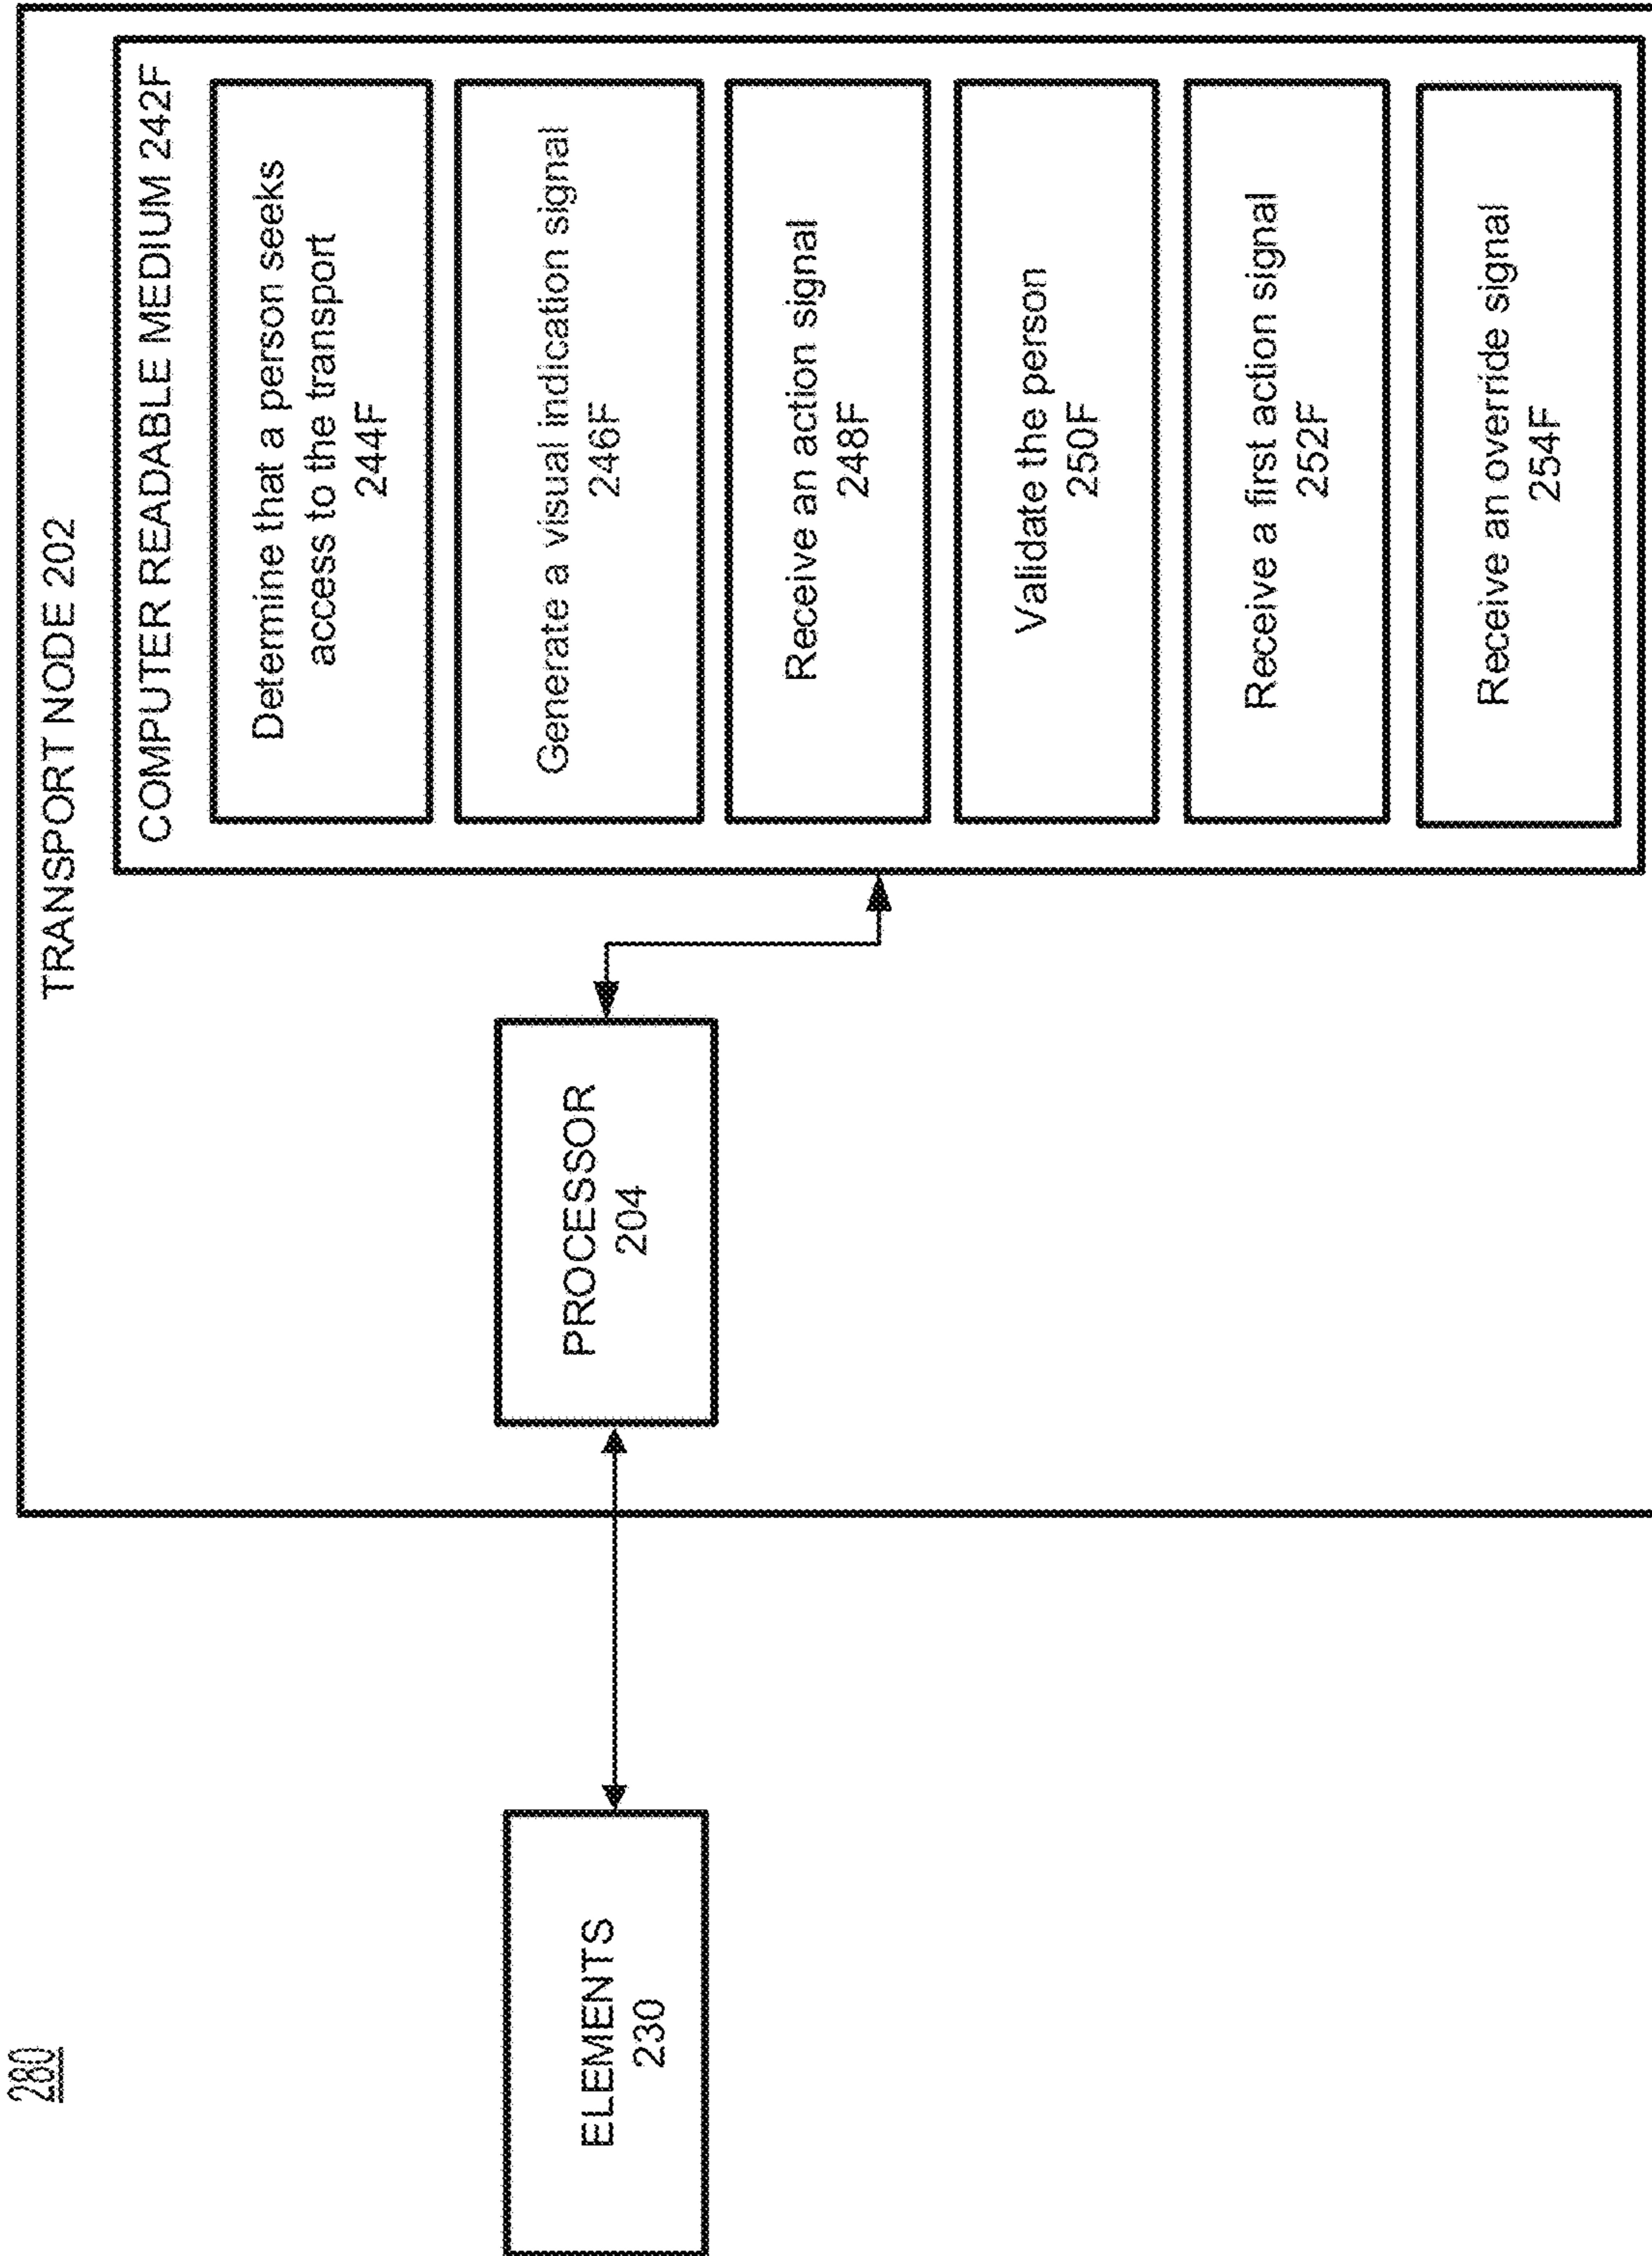 280
TRANSPORT NODE 202
COMPUTER READABLE MEDIUM 242F
Determine that a person seeks
access to the transport
244F
Generate a visual indication signal
246F
Receive an action signal
248F
Validate the person
250F
Receive a first action signal
252F
Receive an override signal
254F
PROCESSOR
204
ELEMENTS
230